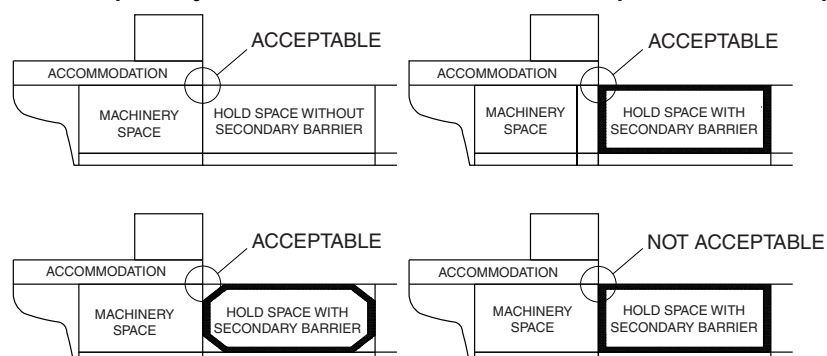 ACCEPTABLE
ACCOMMODATION
MACHINERY
SPACE
HOLD SPACE WITHOUT
SECONDARY BARRIER
ACCEPTABLE
ACCOMMODATION
MACHINERY
SPACE
HOLD SPACE WITH
SECONDARY BARRIER
ACCEPTABLE
ACCOMMODATION
MACHINERY
SPACE
HOLD SPACE WITH
SECONDARY BARRIER
NOT ACCEPTABLE
ACCOMMODATION
MACHINERY
SPACE
HOLD SPACE WITH
SECONDARY BARRIER